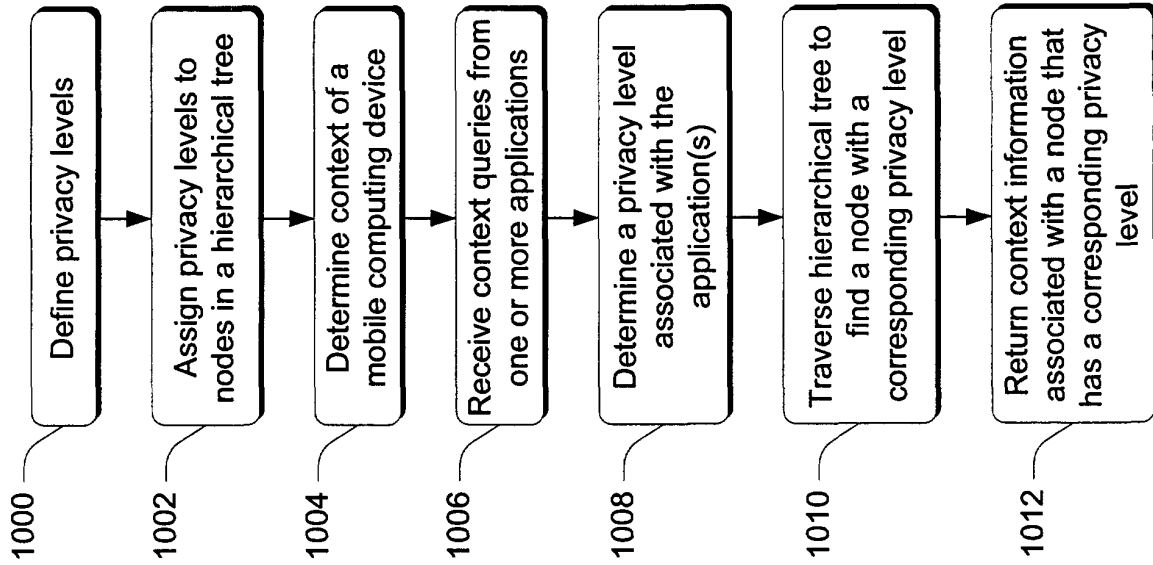 1000
Define privacy levels
1002
Assign privacy levels to
nodes in a hierarchical tree
1004
Determine context of a
mobile computing device
1006
Receive context queries from
one or more applications
1008
Determine a privacy level
associated with the
application(s)
1010
Traverse hierarchical tree to
find a node with a
corresponding privacy level
1012
Return context information
associated with a node that
has a corresponding privacy
level